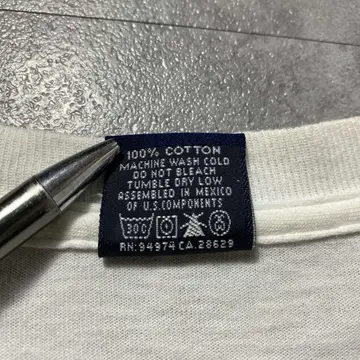 100% COTTON
MACHINE WASH COLD
DO NOT BLEACH
TUMBLE DRY LOW
ASSEMBLED IN MEXICO
OF U.S. COMPONENTS
30C
RN: 94974 CA. 28629